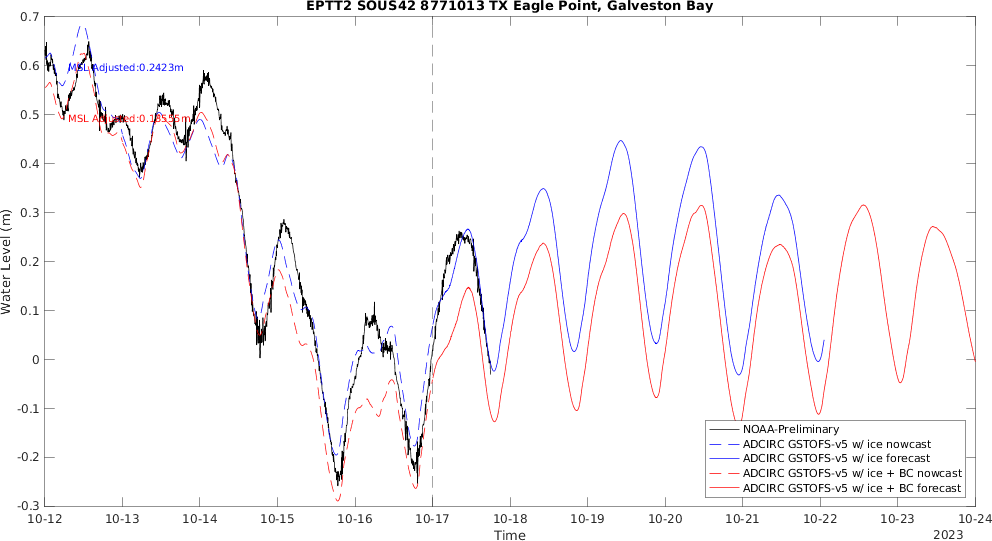 EPTT2 SOUS42 8771013 TX Eagle Point, Galveston Bay
0.7
0.6
0.5
0.4
0.3
0.2
0.1
0
-0.1
-0.2
-0.3
Water Level (m)
MSL Adjusted:0.2423m
MSL Adjusted:0.18555m
NOAA-Preliminary
ADCIRC GSTOFS-v5 w/ ice nowcast
ADCIRC GSTOFS-v5 w/ ice forecast
ADCIRC GSTOFS-v5 w/ice + BC nowcast
ADCIRC GSTOFS-v5 w/ice + BC forecast
10-12 10-13 10-14 10-15 10-16 10-17 10-18 10-19 10-20 10-21 10-22 10-23 10-24
Time
2023